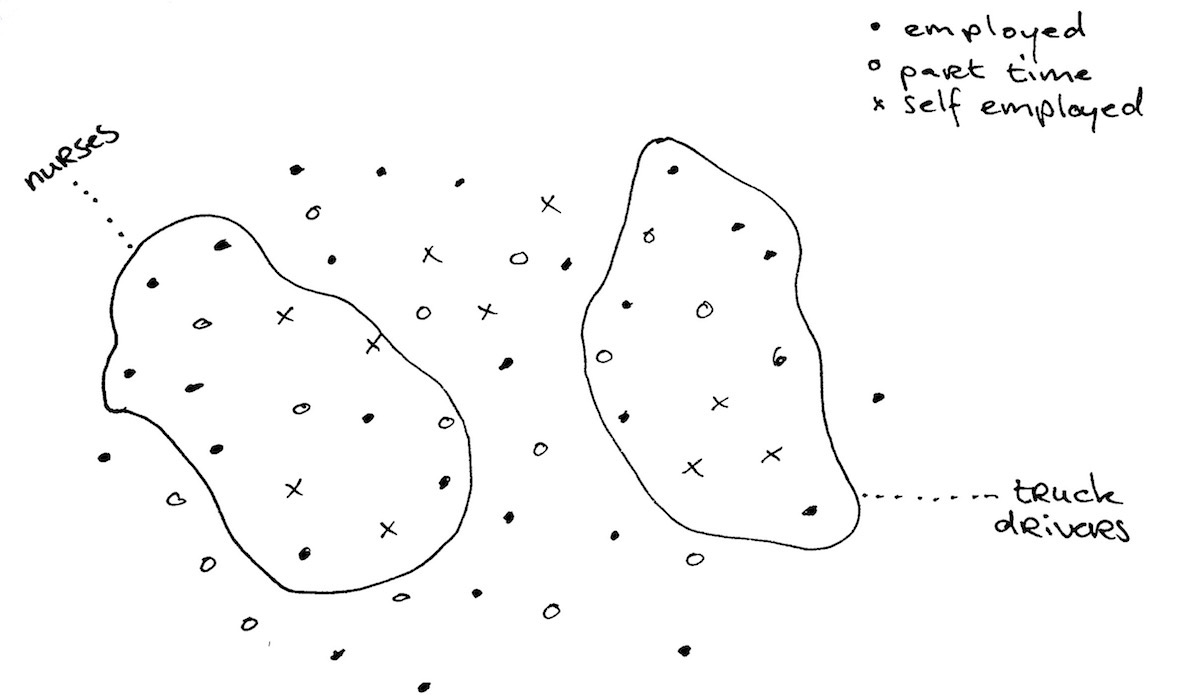 employed
part time
self employed
nurses
truck
drivers